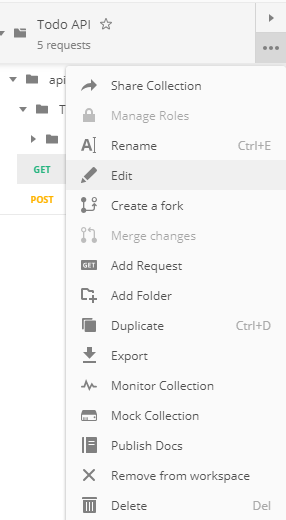 Todo API
5 requests
api
T
Share Collection
Manage Roles
Rename Ctrl+E
GET
Edit
POST
Create a fork
Merge changes
GET Add Request
Add Folder
Duplicate Ctrl+D
Export
Monitor Collection
Mock Collection
Publish Docs
Remove from workspace
Delete Del